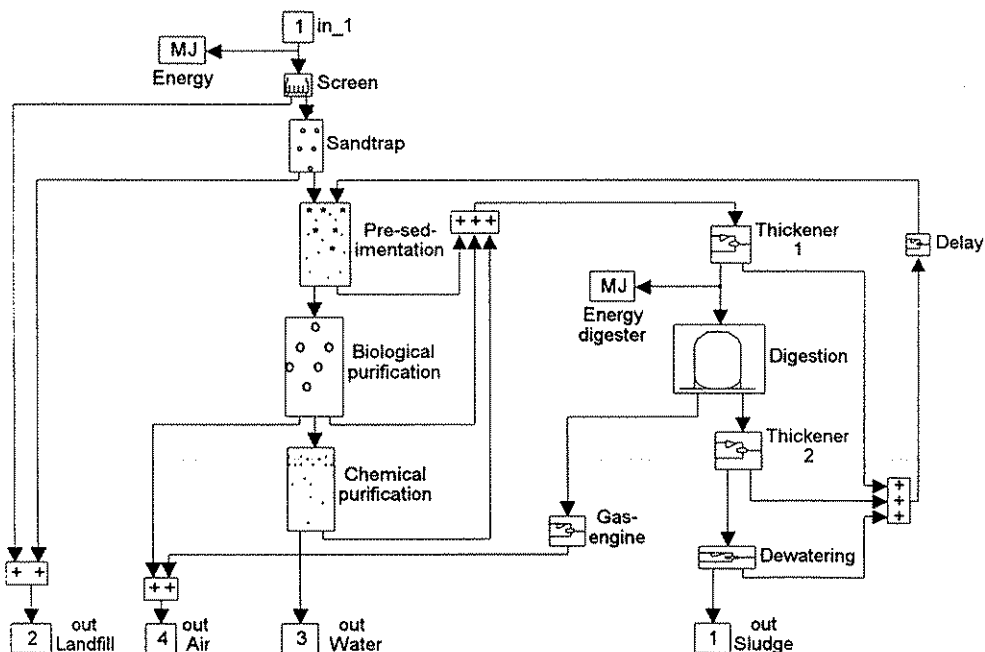 1 in_1
MJ
Energy
Screen
Sandtrap
Pre-sed-
imentation
+ + +
Thickener
1
Delay
MJ
Energy
digester
Biological
purification
Digestion
Thickener
2
Chemical
purification
+
+
+
Gas-
engine
Dewatering
+ +
+ +
2 out
Landfill
4 out
Air
3 out
Water
1 out
Sludge